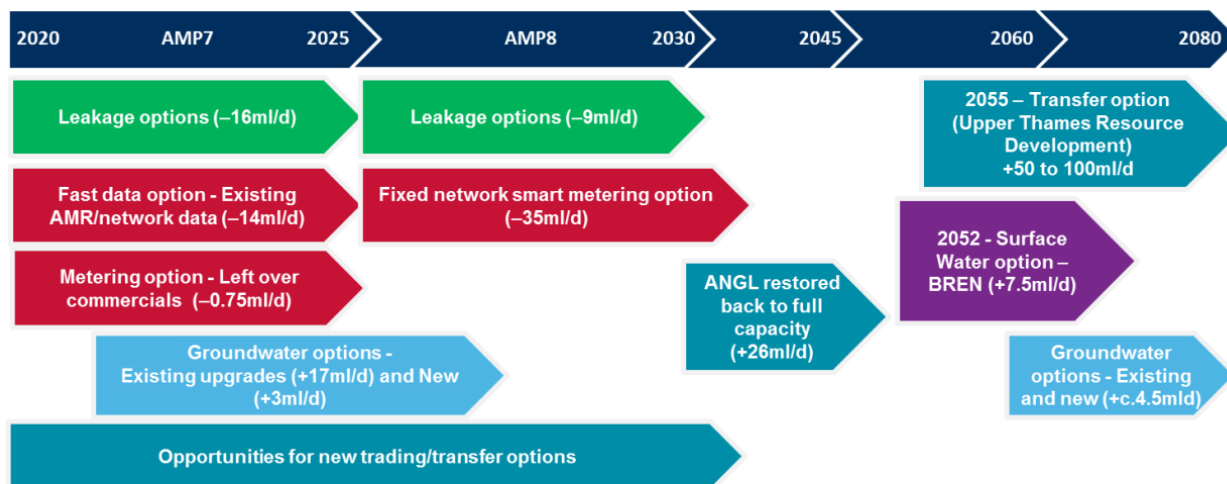 2020 AMP7 2025 AMP8 2030 2045 2060 2080
Leakage options (–16ml/d)
Leakage options (–9ml/d)
2055 – Transfer option
(Upper Thames Resource
Development)
+50 to 100ml/d
Fast data option - Existing
AMR/network data (–14ml/d)
Fixed network smart metering option
(–35ml/d)
2052 - Surface
Water option –
BREN (+7.5ml/d)
Metering option - Left over
commercials (–0.75ml/d)
ANGL restored
back to full
capacity
(+26ml/d)
Groundwater options -
Existing upgrades (+17ml/d) and New
(+3ml/d)
Groundwater
options - Existing
and new (+c.4.5mld)
Opportunities for new trading/transfer options